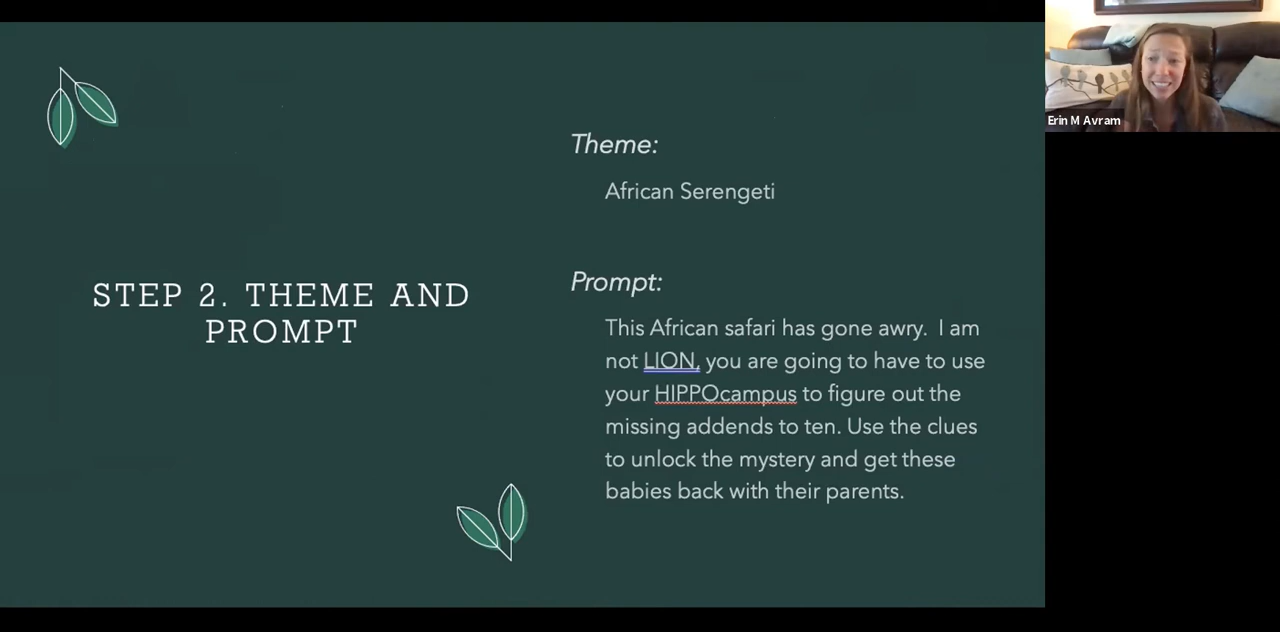 STEP 2. THEME AND
PROMPT
Theme:
African Serengeti
Prompt:
This African safari has gone awry.  I am
not LION, you are going to have to use
your HIPPOcampus to figure out the
missing addends to ten. Use the clues
to unlock the mystery and get these
babies back with their parents.
Erin M Avram